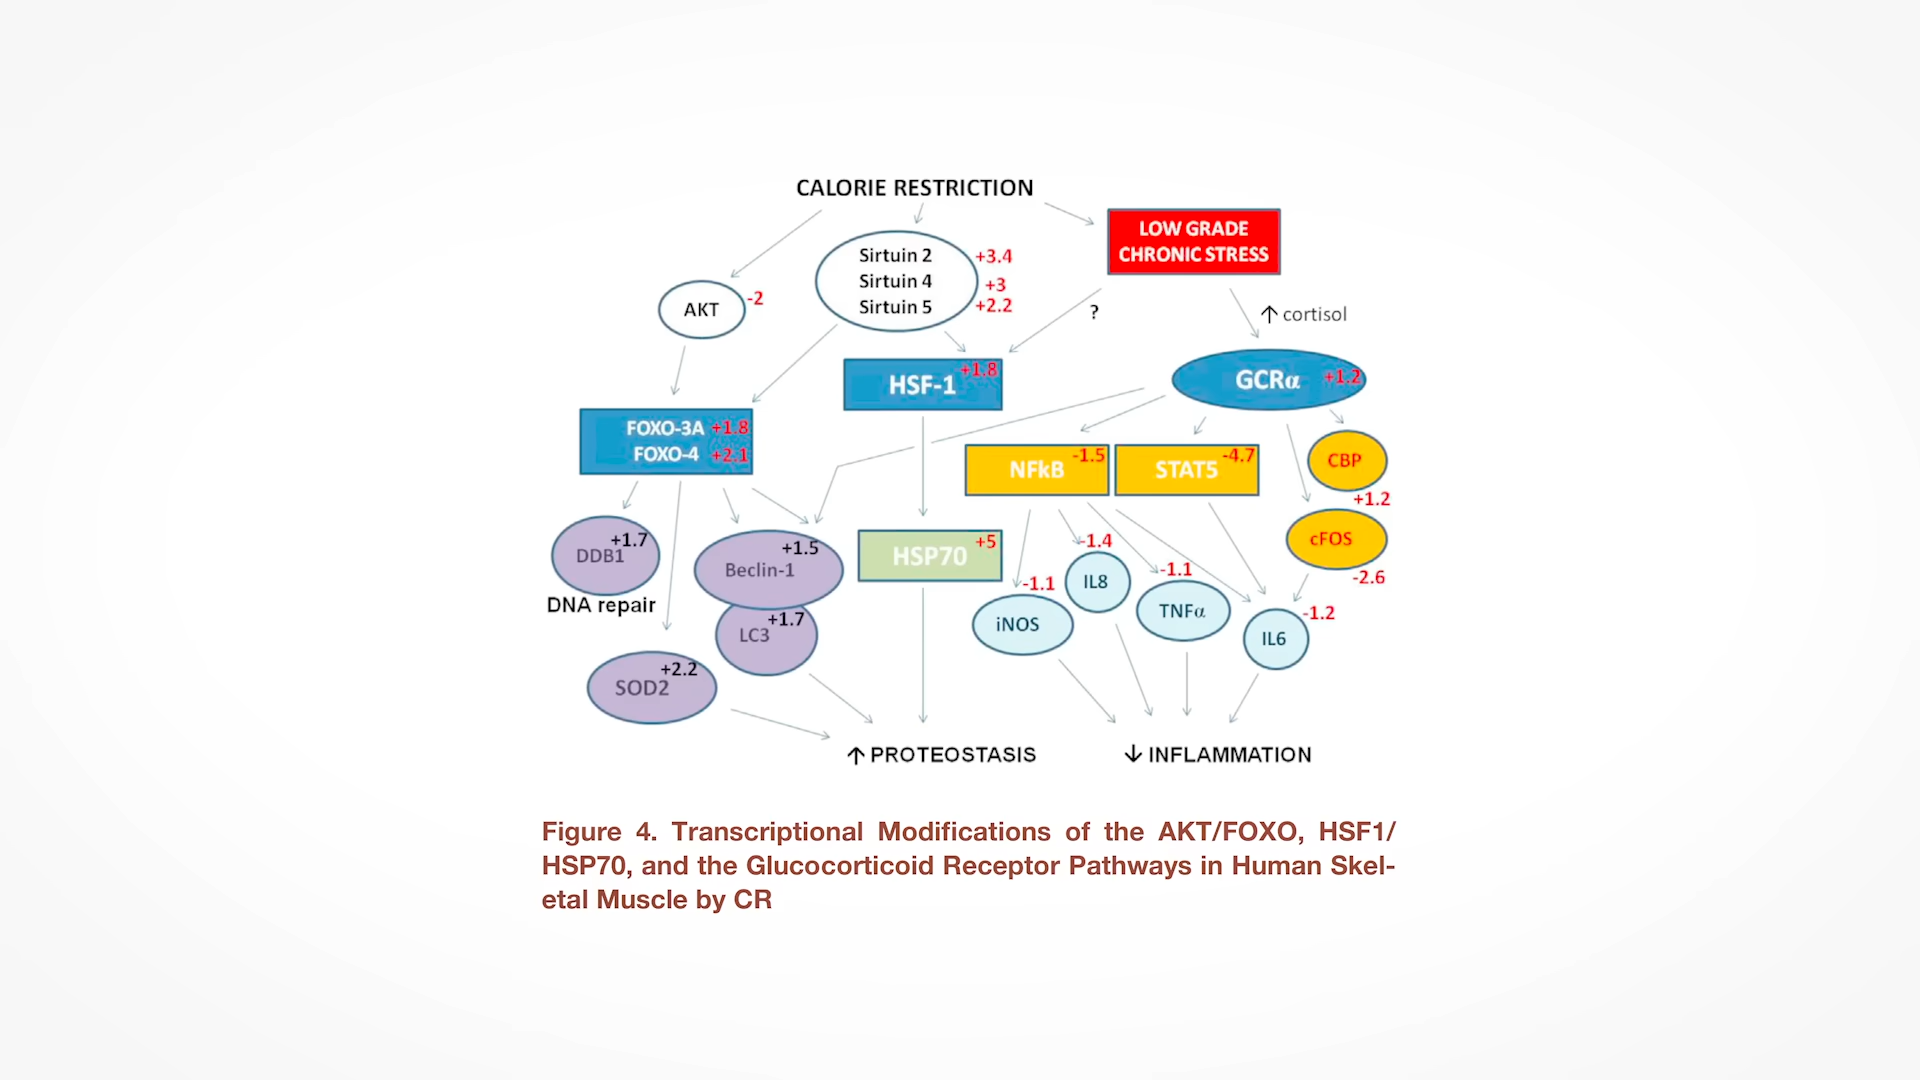 CALORIE RESTRICTION
LOW GRADE
CHRONIC STRESS
Sirtuin 2 +3.4
Sirtuin 4 +3
Sirtuin 5 +2.2
AKT -2
?
↑ cortisol
HSF-1 +1.8
GCRα +1.2
FOXO-3A +1.8
FOXO-4 +2.1
NFkB -1.5
STAT5 -4.7
CBP
+1.2
cFOS
-2.6
DDB1 +1.7
DNA repair
Beclin-1 +1.5
LC3 +1.7
SOD2 +2.2
HSP70 +5
iNOS -1.1
IL8 -1.4
TNFα -1.1
IL6 -1.2
↑ PROTEOSTASIS
↓ INFLAMMATION
Figure 4. Transcriptional Modifications of the AKT/FOXO, HSF1/
HSP70, and the Glucocorticoid Receptor Pathways in Human Skel-
etal Muscle by CR